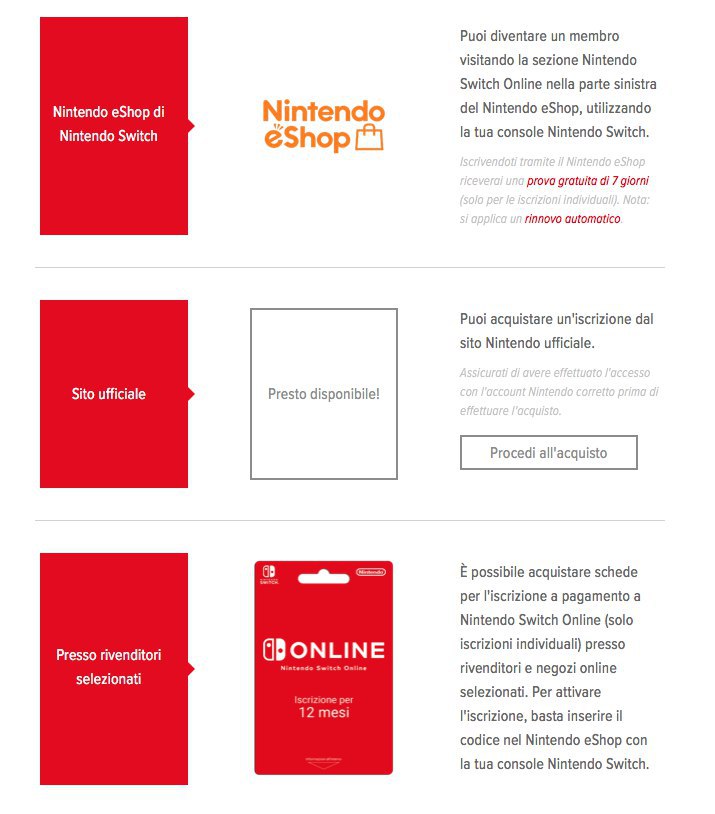 Nintendo eShop di
Nintendo Switch
Nintendo
eShop
Puoi diventare un membro
visitando la sezione Nintendo
Switch Online nella parte sinistra
del Nintendo eShop, utilizzando
la tua console Nintendo Switch.
Iscrivendoti tramite il Nintendo eShop
riceverai una prova gratuita di 7 giorni
(solo per le iscrizioni individuali). Nota:
si applica un rinnovo automatico.
Sito ufficiale
Presto disponibile!
Puoi acquistare un'iscrizione dal
sito Nintendo ufficiale.
Assicurati di avere effettuato l'accesso
con l'account Nintendo corretto prima di
effettuare l'acquisto.
Procedi all'acquisto
Presso rivenditori
selezionati
SWITCH
Nintendo
ONLINE
Nintendo Switch Online
Iscrizione per
12 mesi
È possibile acquistare schede
per l'iscrizione a pagamento a
Nintendo Switch Online (solo
iscrizioni individuali) presso
rivenditori e negozi online
selezionati. Per attivare
l'iscrizione, basta inserire il
codice nel Nintendo eShop con
la tua console Nintendo Switch.